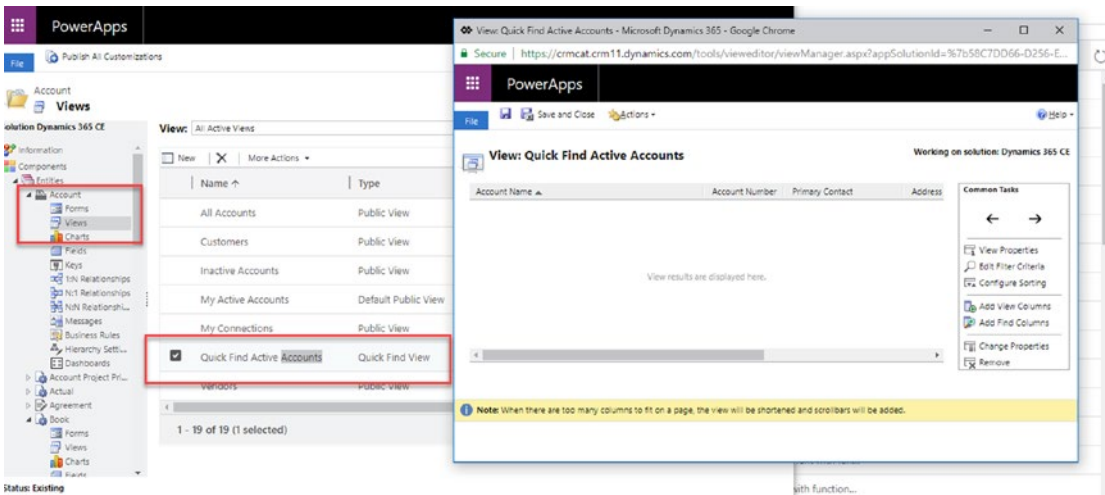 PowerApps
File
Publish All Customizations
Account
Views
olution Dynamics 365 CE
Information
Components
Entities
Account
Forms
Views
Charts
Fields
Keys
1:N Relationships
N:1 Relationships
N:N Relationshi...
Messages
Business Rules
Hierarchy Setti...
Dashboards
Account Project Pri...
Actual
Agreement
Book
Forms
Views
Charts
Fields
Status: Existing
View: All Active Views
New | More Actions
Name Type
All Accounts Public View
Customers Public View
Inactive Accounts Public View
My Active Accounts Default Public View
My Connections Public View
Quick Find Active Accounts Quick Find View
Vendors Public View
1 - 19 of 19 (1 selected)
View: Quick Find Active Accounts - Microsoft Dynamics 365 - Google Chrome
Secure | https://crmcat.crm11.dynamics.com/tools/vieweditor/viewManager.aspx?appSolutionId=%7b58C7DD66-D256-E...
PowerApps
File
Save and Close Actions
Help
View: Quick Find Active Accounts
Working on solution: Dynamics 365 CE
Account Name Account Number Primary Contact Address
View results are displayed here.
Common Tasks
View Properties
Edit Filter Criteria
Configure Sorting
Add View Columns
Add Find Columns
Change Properties
Remove
Note: When there are too many columns to fit on a page, the view will be shortened and scrollbars will be added.
with function...